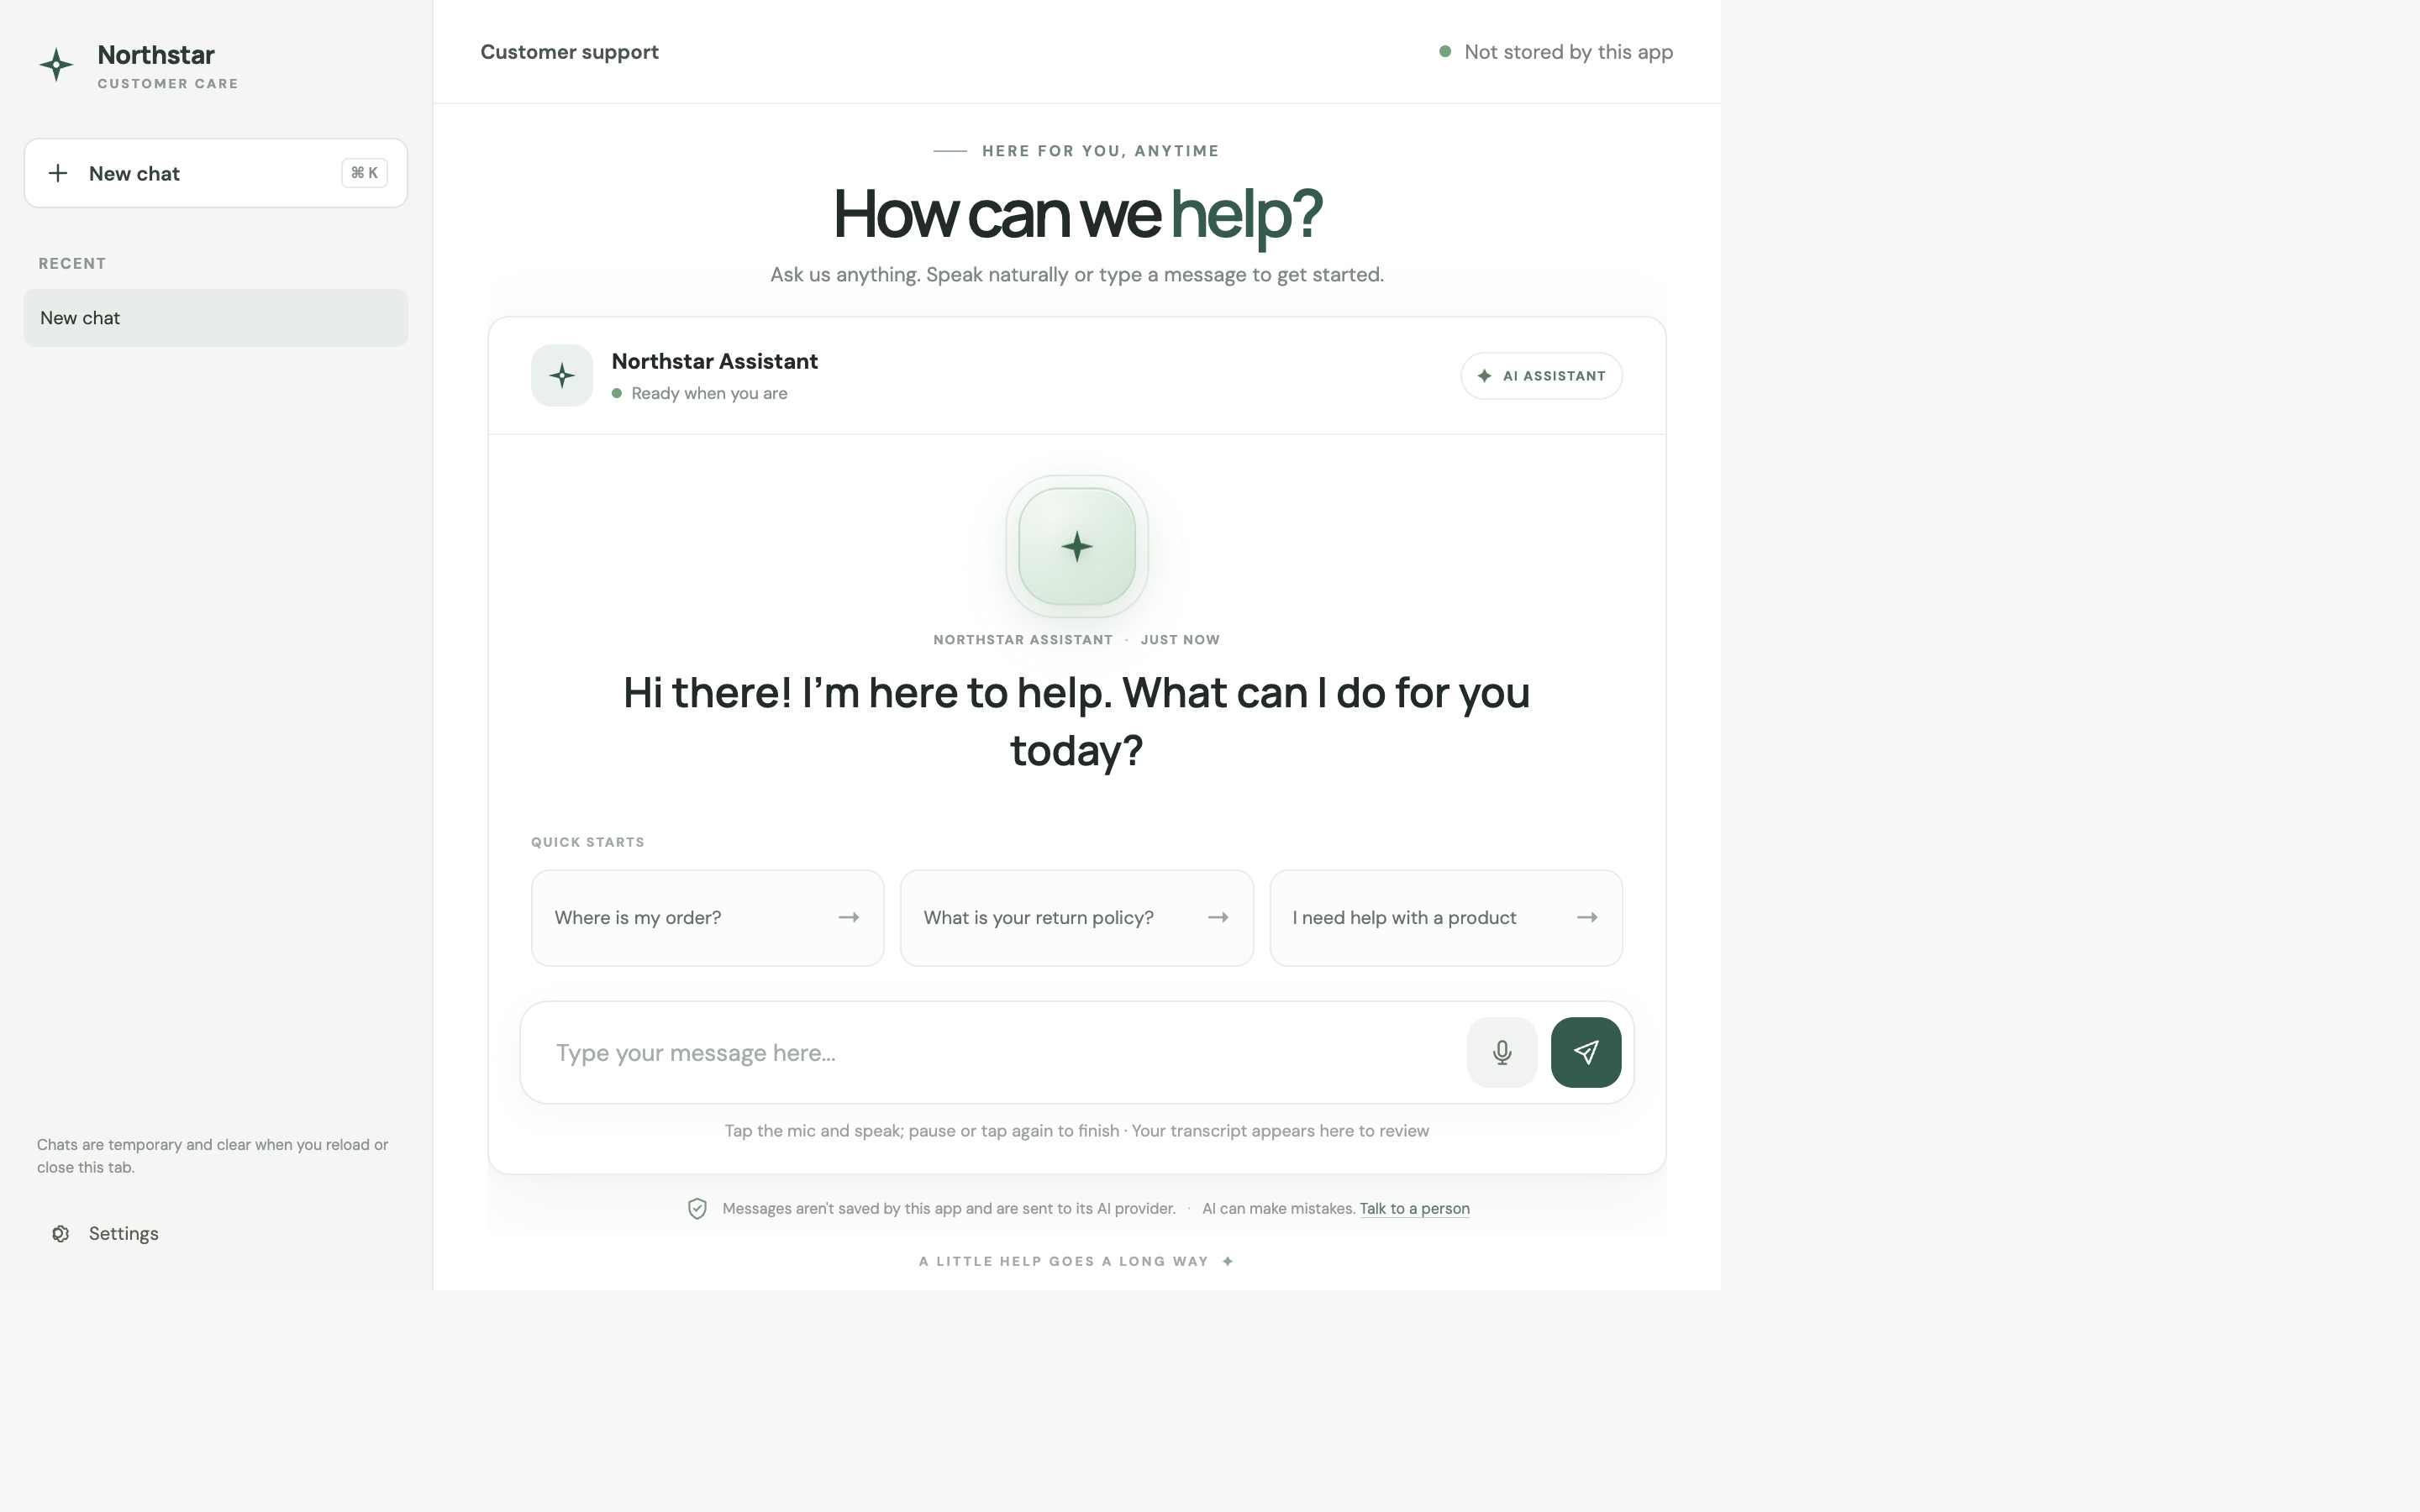 Northstar
CUSTOMER CARE
New chat
⌘ K
RECENT
New chat
Chats are temporary and clear when you reload or
close this tab.
Settings
Customer support
Not stored by this app
HERE FOR YOU, ANYTIME
How can we help?
Ask us anything. Speak naturally or type a message to get started.
Northstar Assistant
Ready when you are
AI ASSISTANT
NORTHSTAR ASSISTANT · JUST NOW
Hi there! I’m here to help. What can I do for you
today?
QUICK STARTS
Where is my order?
What is your return policy?
I need help with a product
Type your message here...
Tap the mic and speak; pause or tap again to finish · Your transcript appears here to review
Messages aren't saved by this app and are sent to its AI provider. · AI can make mistakes. Talk to a person
A LITTLE HELP GOES A LONG WAY